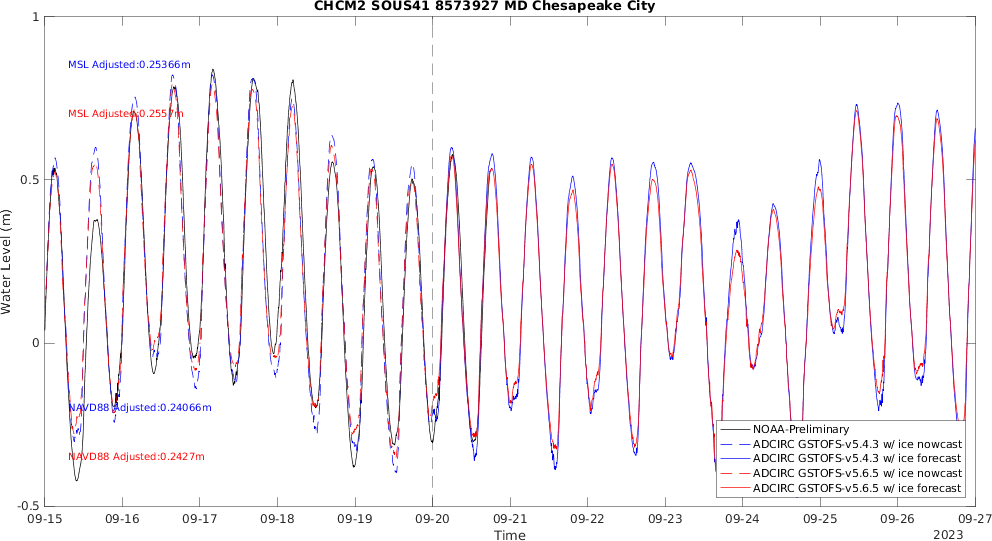 CHCM2 SOUS41 8573927 MD Chesapeake City
1
MSL Adjusted:0.25366m
MSL Adjusted:0.2557m
0.5
Water Level (m)
0
NAVD88 Adjusted:0.24066m
NOAA-Preliminary
ADCIRC GSTOFS-v5.4.3 w/ ice nowcast
NAVD88 Adjusted:0.2427m
ADCIRC GSTOFS-v5.4.3 w/ ice forecast
ADCIRC GSTOFS-v5.6.5 w/ ice nowcast
ADCIRC GSTOFS-v5.6.5 w/ ice forecast
-0.5
09-15 09-16 09-17 09-18 09-19 09-20 09-21 09-22 09-23 09-24 09-25 09-26 09-27
Time
2023